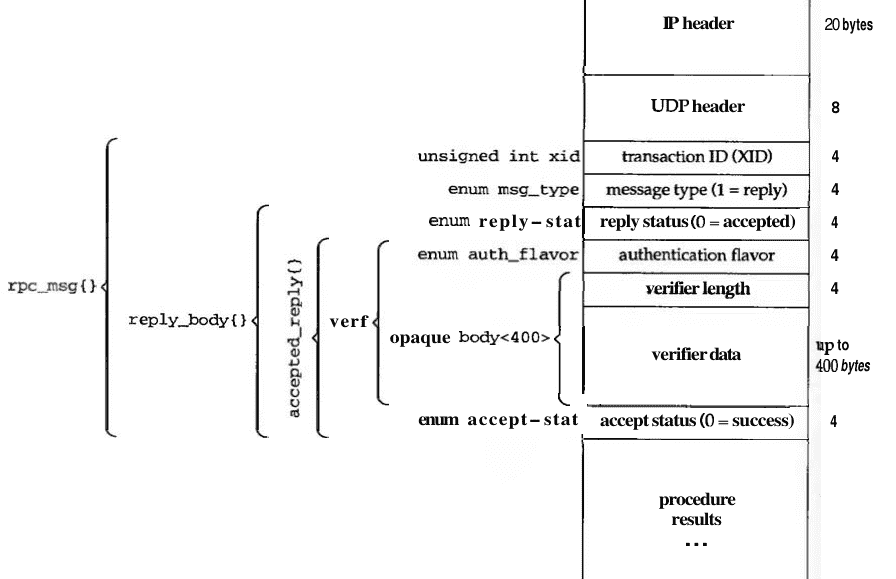 IP header 20 bytes
UDP header 8
unsigned int xid transaction ID (XID) 4
enum msg_type message type (1 = reply) 4
enum reply-stat reply status (0 = accepted) 4
enum auth_flavor authentication flavor 4
verifier length 4
rpc_msg{}
reply_body{}
accepted_reply{}
verf
opaque body<400>
verifier data
up to
400 bytes
enum accept-stat accept status (0 = success) 4
procedure
results
...